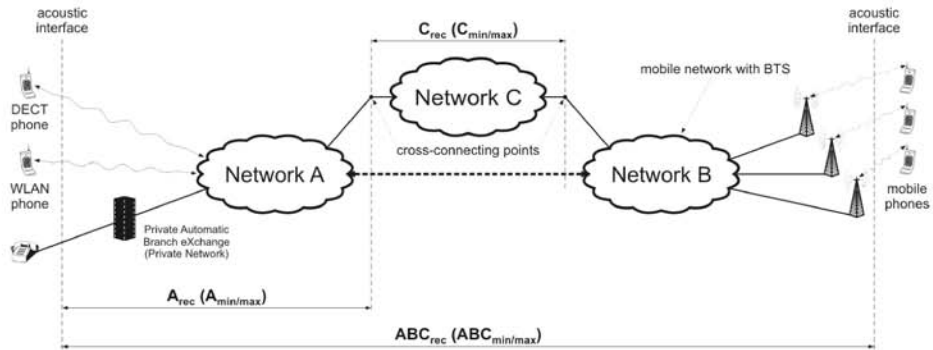 acoustic
interface
C_rec (C_min/max)
acoustic
interface
mobile network with BTS
Network C
DECT
phone
cross-connecting points
Network A
Network B
WLAN
phone
mobile
phones
Private Automatic
Branch eXchange
(Private Network)
A_rec (A_min/max)
ABC_rec (ABC_min/max)